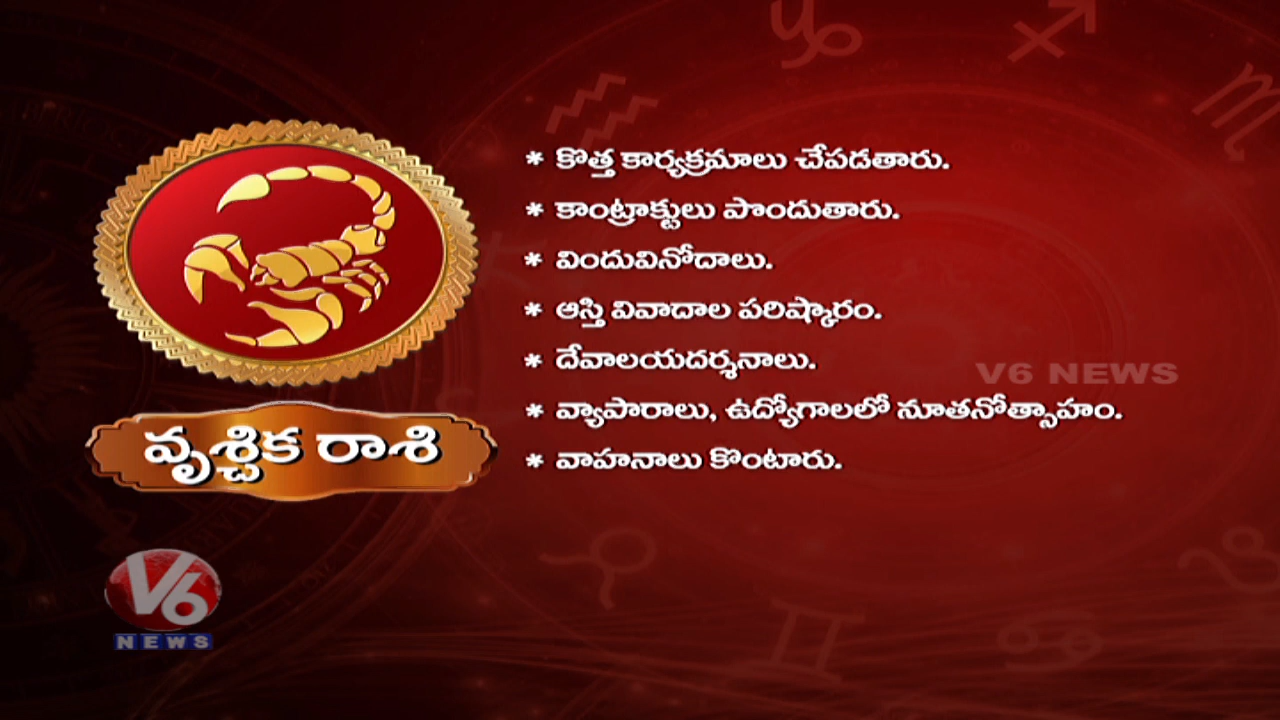 * కొత్త కార్యక్రమాలు చేపడతారు.
* కాంట్రాక్టులు పొందుతారు.
* విందువినోదాలు.
* ఆస్తి వివాదాల పరిష్కారం.
* దేవాలయదర్శనాలు.
* వ్యాపారాలు, ఉద్యోగాలలో నూతనోత్సాహం.
* వాహనాలు కొంటారు.
వృశ్చిక రాశి
V6 NEWS
V6
NEWS